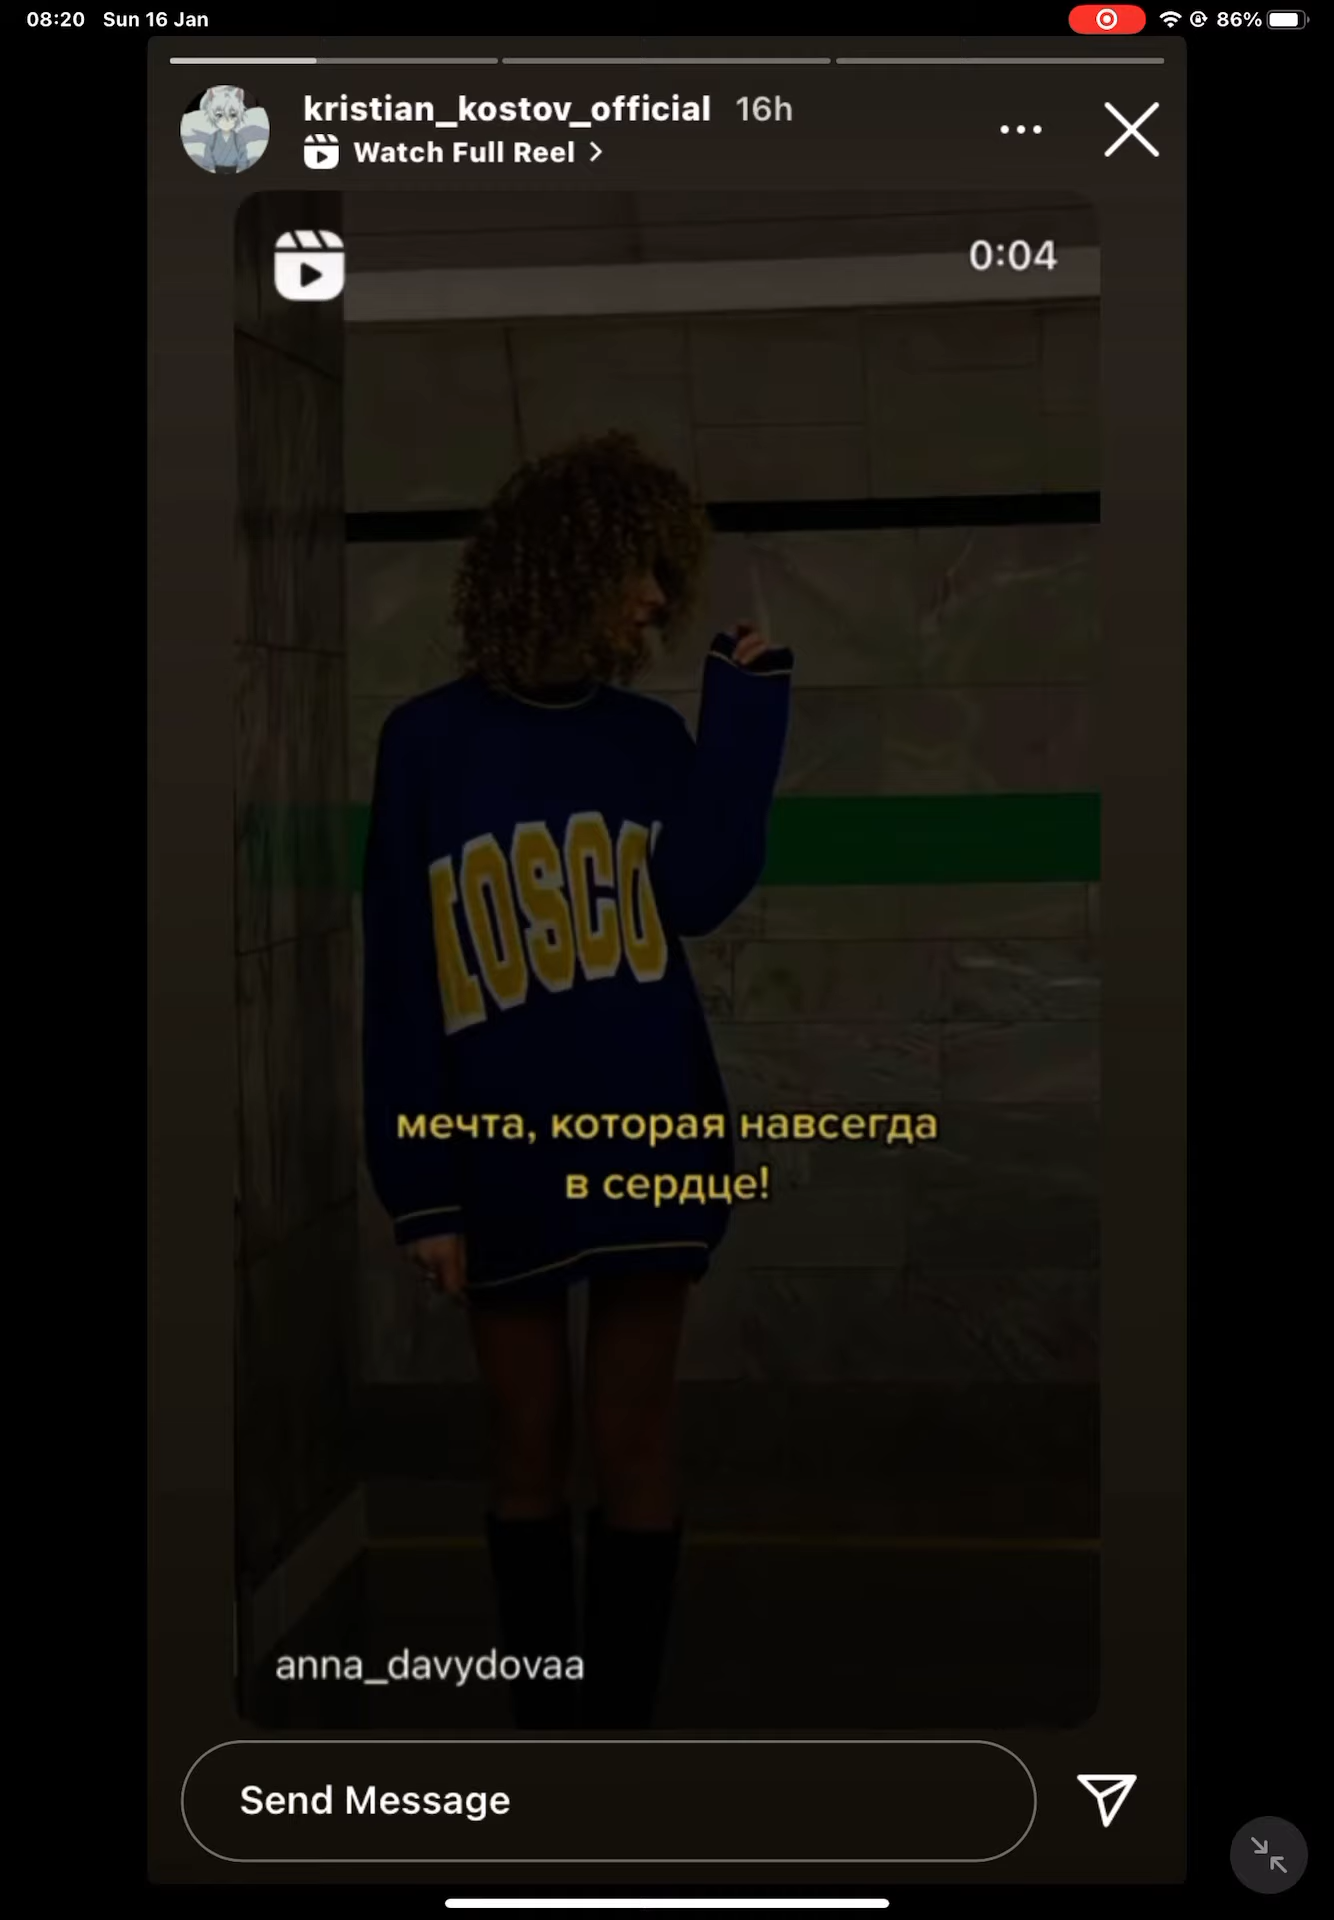 08:20 Sun 16 Jan
86%
kristian_kostov_official 16h
Watch Full Reel
0:04
MOSCO
мечта, которая навсегда
в сердце!
anna_davydovaa
Send Message